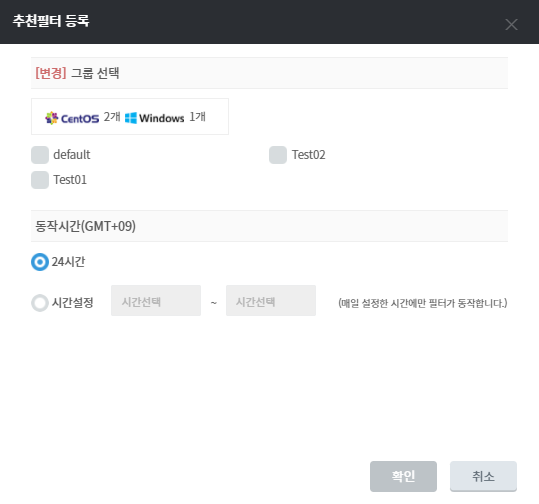 추천필터 등록
[변경] 그룹 선택
CentOS 2개 Windows 1개
default Test02
Test01
동작시간(GMT+09)
24시간
시간설정 시간선택 ~ 시간선택 (매일 설정한 시간에만 필터가 동작합니다.)
확인 취소